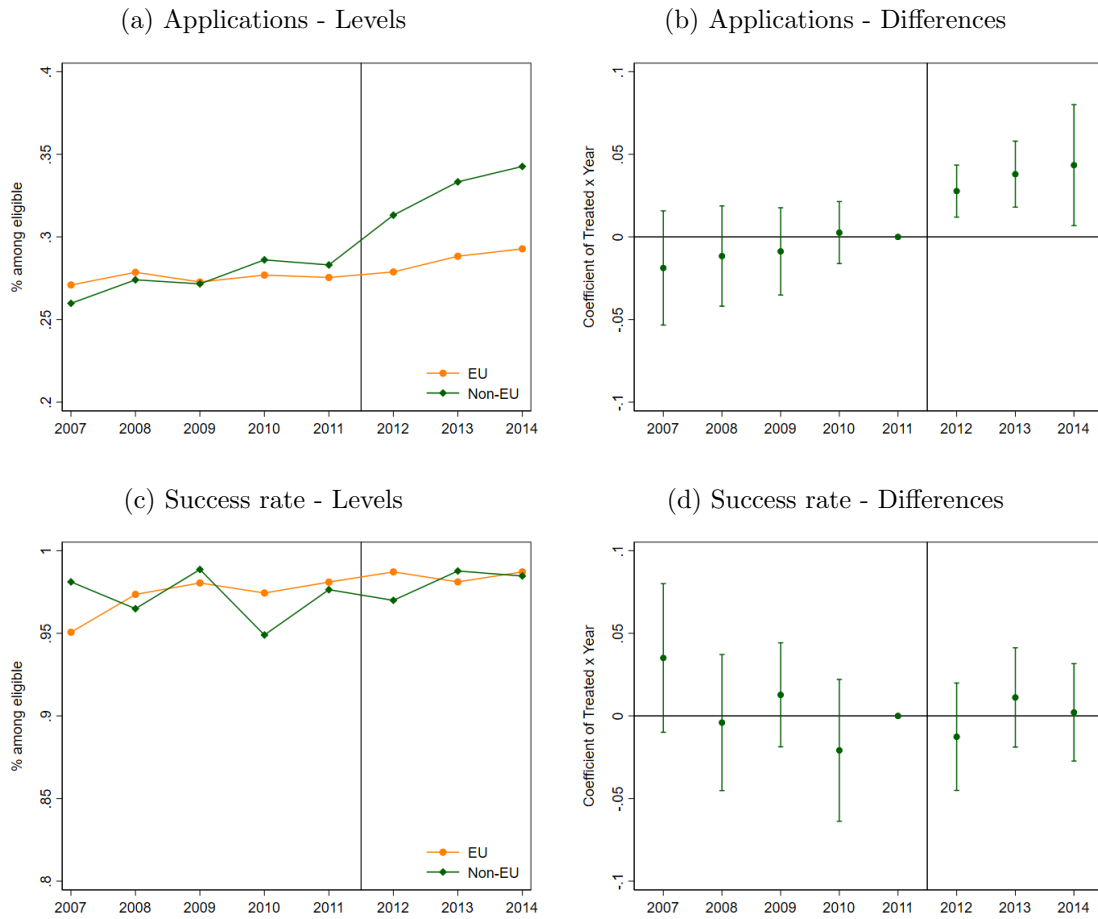 (a) Applications - Levels
% among eligible
.4
.35
.3
.25
.2
EU
Non-EU
2007 2008 2009 2010 2011 2012 2013 2014
(b) Applications - Differences
Coefficient of Treated x Year
.1
.05
0
-.05
-.1
2007 2008 2009 2010 2011 2012 2013 2014
(c) Success rate - Levels
% among eligible
1
.95
.9
.85
.8
EU
Non-EU
2007 2008 2009 2010 2011 2012 2013 2014
(d) Success rate - Differences
Coefficient of Treated x Year
.1
.05
0
-.05
-.1
2007 2008 2009 2010 2011 2012 2013 2014